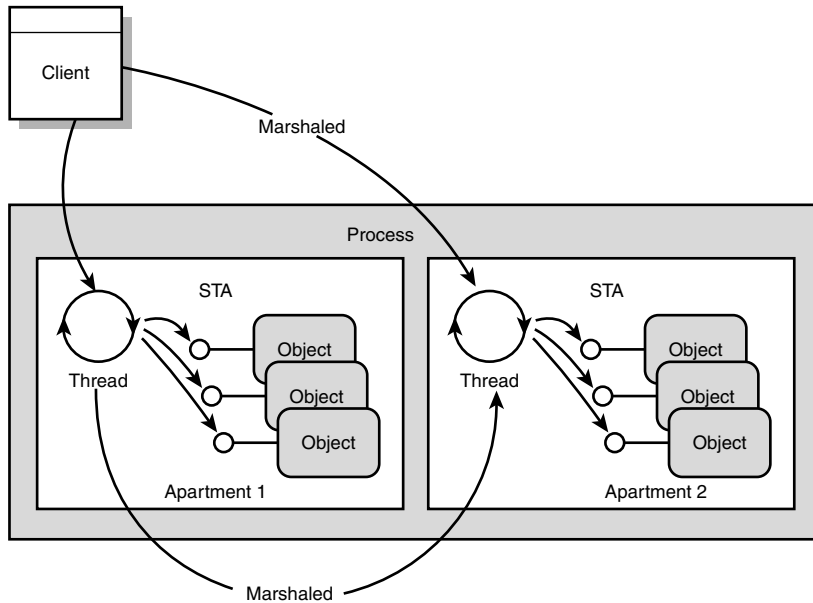 Client
Marshaled
Process
STA
STA
Object
Object
Object
Object
Object
Object
Thread
Thread
Apartment 1
Apartment 2
Marshaled